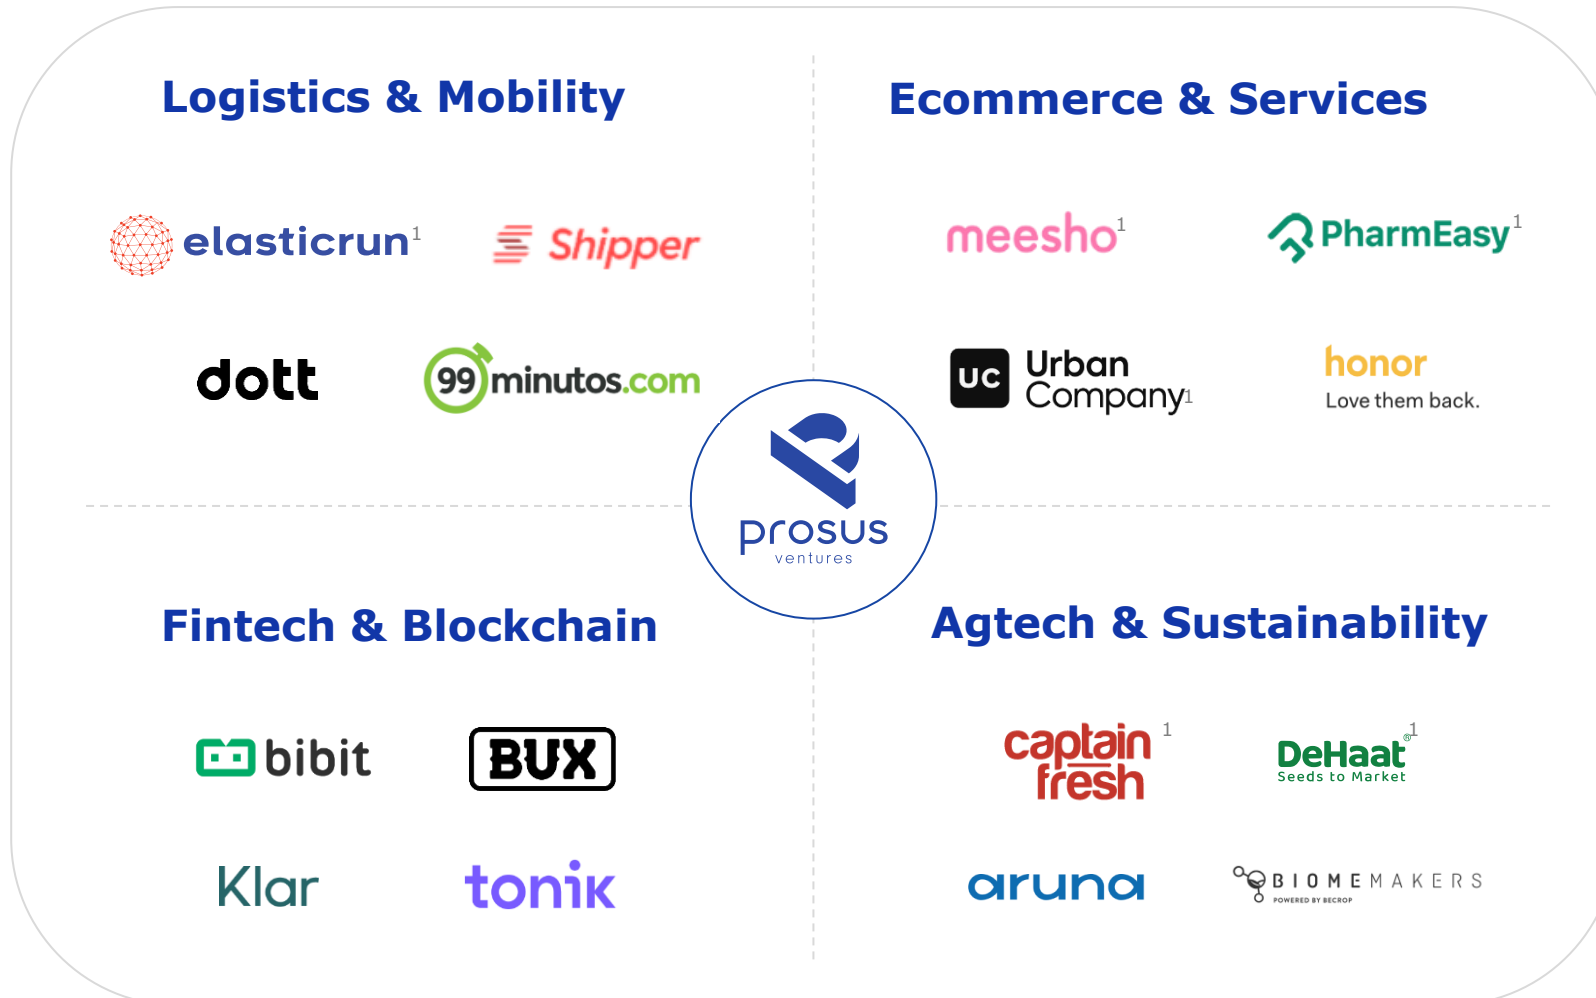 Logistics & Mobility
elasticrun1
Shipper
dott
99minutos.com
Ecommerce & Services
meesho1
PharmEasy1
UC Urban
Company1
honor
Love them back.
prosus
ventures
Fintech & Blockchain
bibit
BUX
Klar
tonik
Agtech & Sustainability
captain 1
fresh
DeHaat®1
Seeds to Market
aruna
BIOMEMAKERS
POWERED BY BECROP